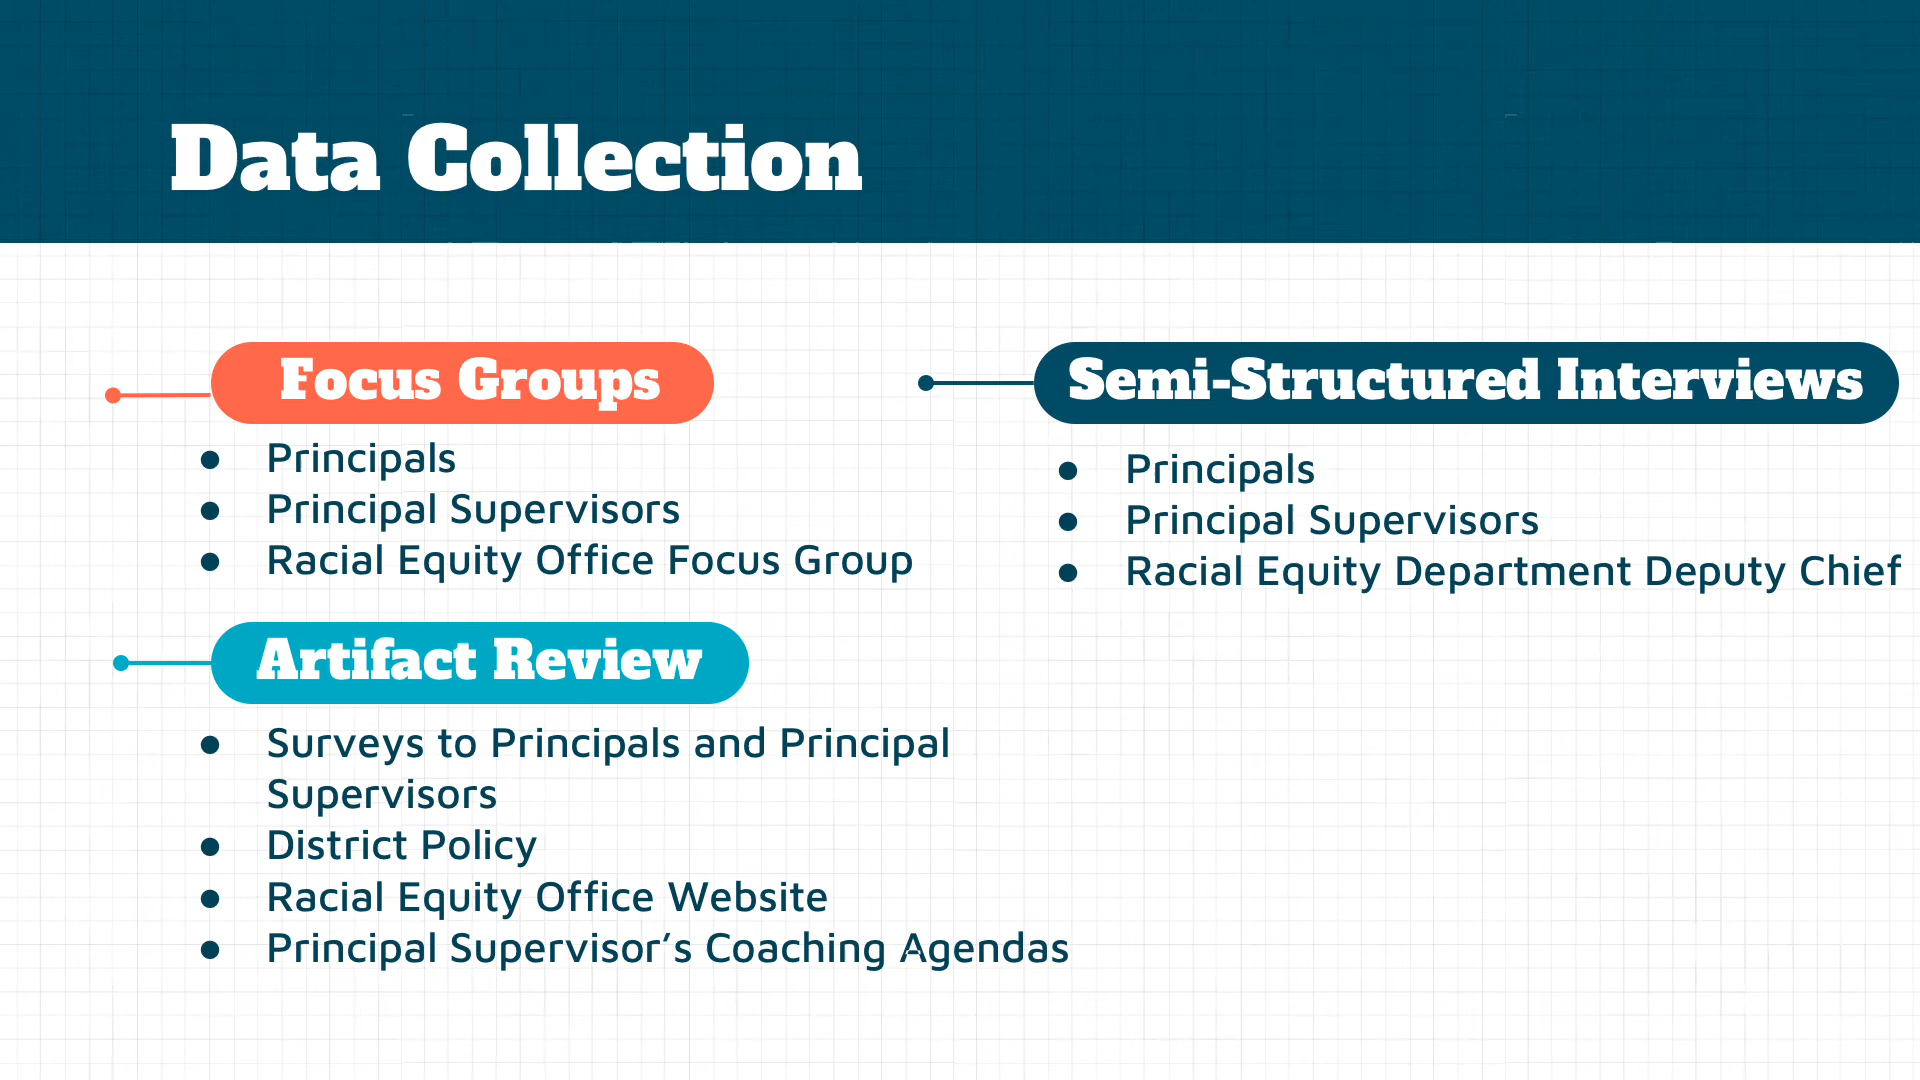 Data Collection
Focus Groups
● Principals
● Principal Supervisors
● Racial Equity Office Focus Group
Artifact Review
● Surveys to Principals and Principal
Supervisors
● District Policy
● Racial Equity Office Website
● Principal Supervisor’s Coaching Agendas
Semi-Structured Interviews
● Principals
● Principal Supervisors
● Racial Equity Department Deputy Chief